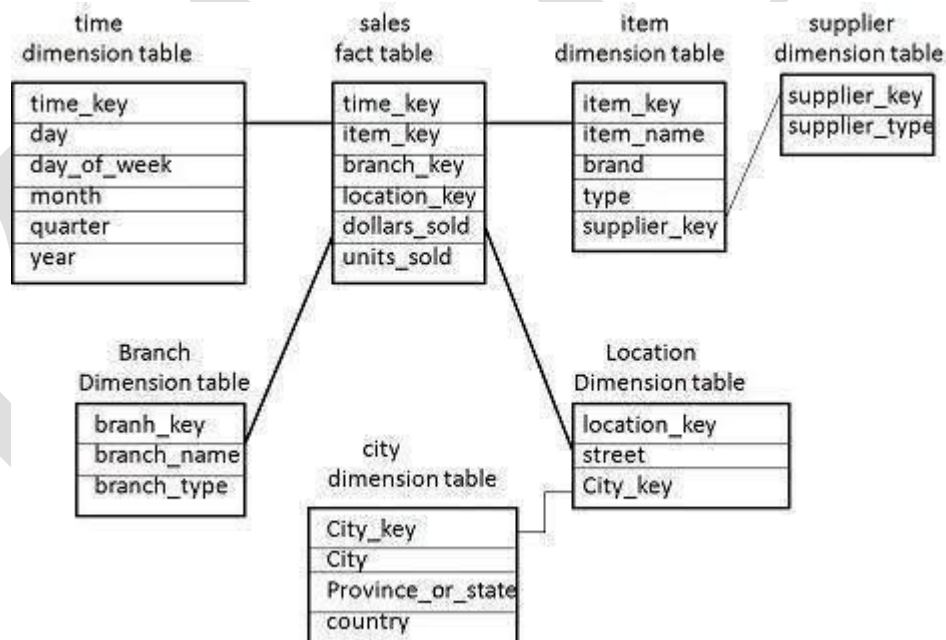 time
dimension table
time_key
day
day_of_week
month
quarter
year
sales
fact table
time_key
item_key
branch_key
location_key
dollars_sold
units_sold
item
dimension table
item_key
item_name
brand
type
supplier_key
supplier
dimension table
supplier_key
supplier_type
Branch
Dimension table
branh_key
branch_name
branch_type
city
dimension table
City_key
City
Province_or_state
country
Location
Dimension table
location_key
street
City_key